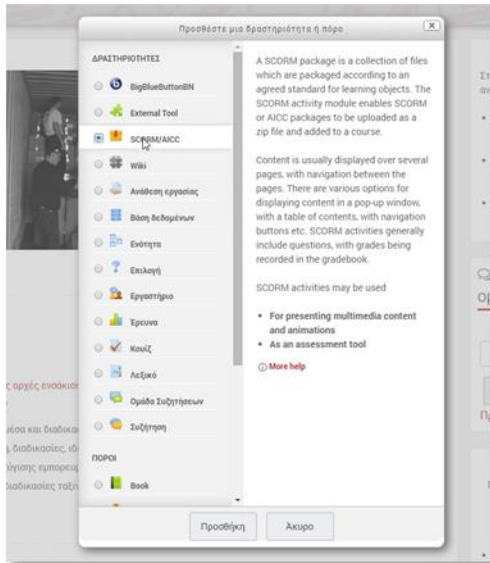 Προσθέστε μια δραστηριότητα ή πόρο
ΔΡΑΣΤΗΡΙΟΤΗΤΕΣ
BigBlueButtonBN
External Tool
SCORM/AICC
Wiki
Ανάθεση εργασίας
Βάση δεδομένων
Ενότητα
Επιλογή
Εργαστήριο
Έρευνα
Κουίζ
Λεξικό
Ομάδα Συζητήσεων
Συζήτηση
ΠΟΡΟΙ
Book
A SCORM package is a collection of files
which are packaged according to an
agreed standard for learning objects. The
SCORM activity module enables SCORM
or AICC packages to be uploaded as a
zip file and added to a course.
Content is usually displayed over several
pages, with navigation between the
pages. There are various options for
displaying content in a pop-up window,
with a table of contents, with navigation
buttons etc. SCORM activities generally
include questions, with grades being
recorded in the gradebook.
SCORM activities may be used
• For presenting multimedia content
and animations
• As an assessment tool
More help
Προσθήκη
Άκυρο
ς αρχές
μέσα και
διαδικασίες